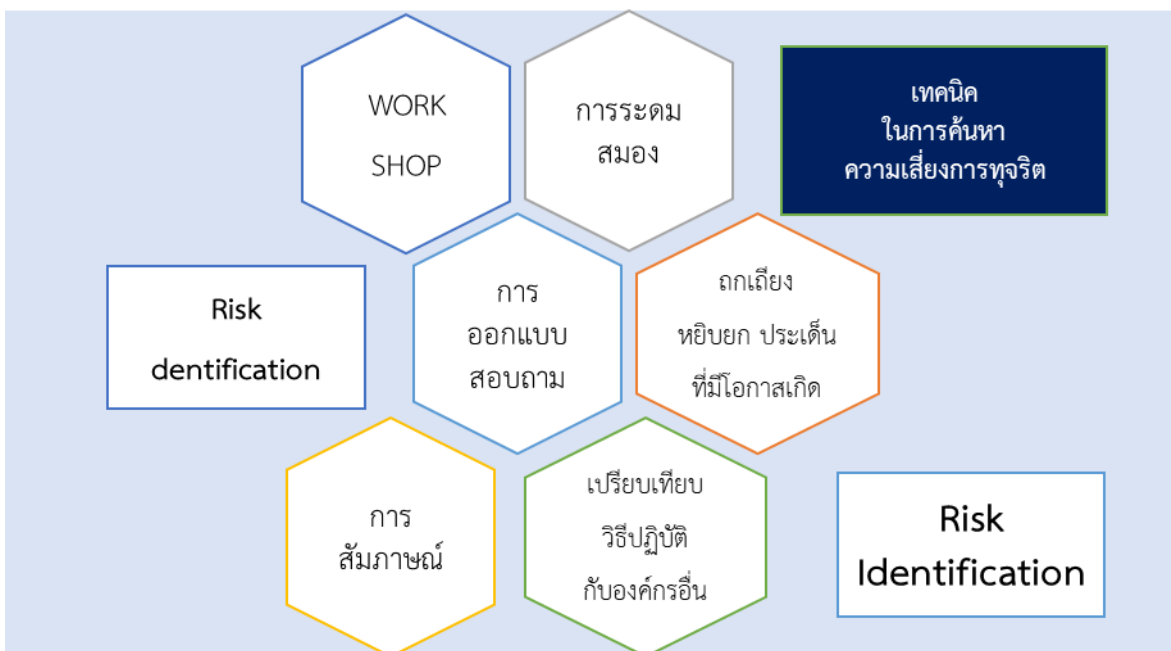 WORK
SHOP
การระดม
สมอง
เทคนิค
ในการค้นหา
ความเสี่ยงการทุจริต
Risk
dentification
การ
ออกแบบ
สอบถาม
ถกเถียง
หยิบยก ประเด็น
ที่มีโอกาสเกิด
การ
สัมภาษณ์
เปรียบเทียบ
วิธีปฏิบัติ
กับองค์กรอื่น
Risk
Identification